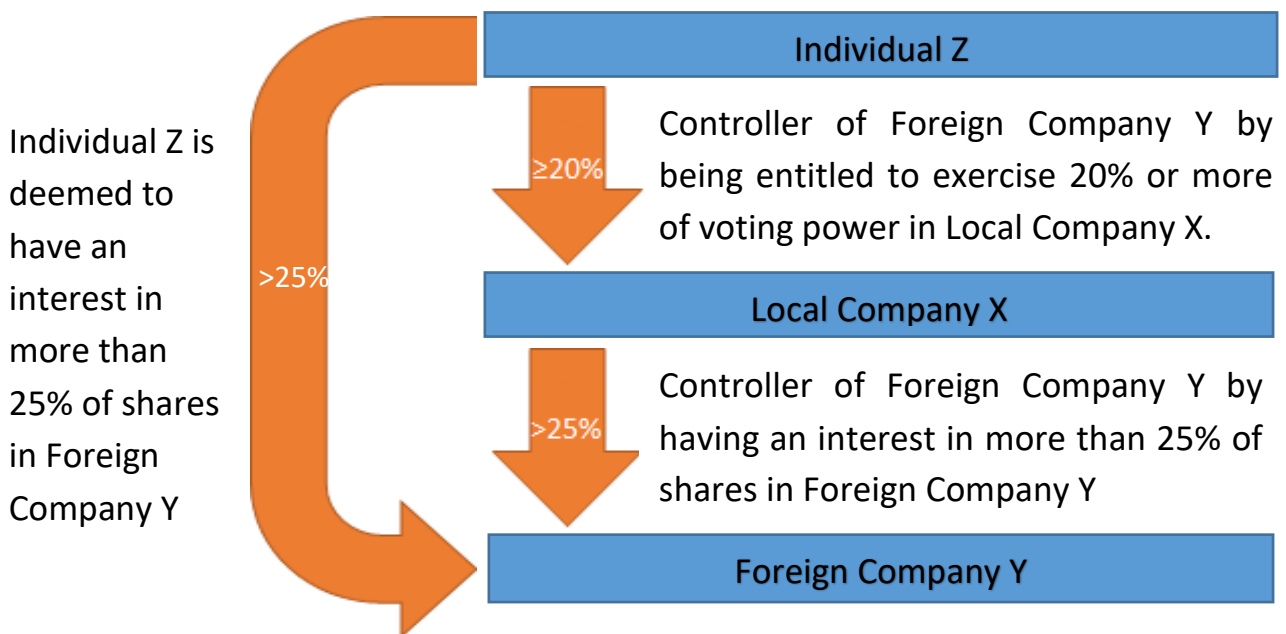 Individual Z
Individual Z is
deemed to
have an
interest in
more than
25% of shares
in Foreign
Company Y
>25%
≥20%
Controller of Foreign Company Y by
being entitled to exercise 20% or more
of voting power in Local Company X.
Local Company X
>25%
Controller of Foreign Company Y by
having an interest in more than 25% of
shares in Foreign Company Y
Foreign Company Y